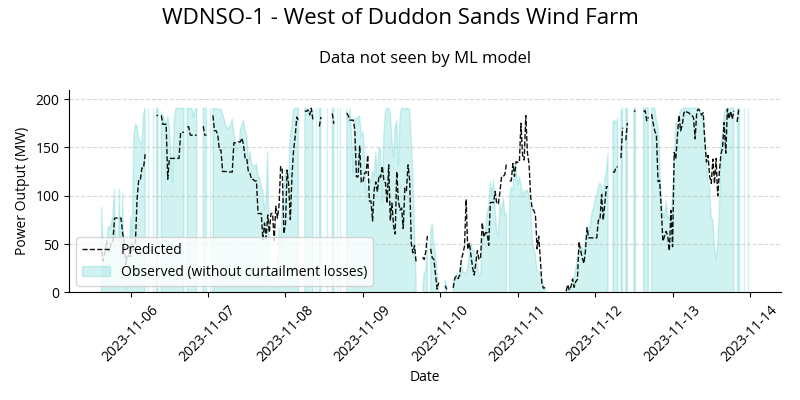 WDNSO-1 - West of Duddon Sands Wind Farm
Data not seen by ML model
Power Output (MW)
200
150
100
50
0
Predicted
Observed (without curtailment losses)
2023-11-06
2023-11-07
2023-11-08
2023-11-09
2023-11-10
2023-11-11
2023-11-12
2023-11-13
2023-11-14
Date